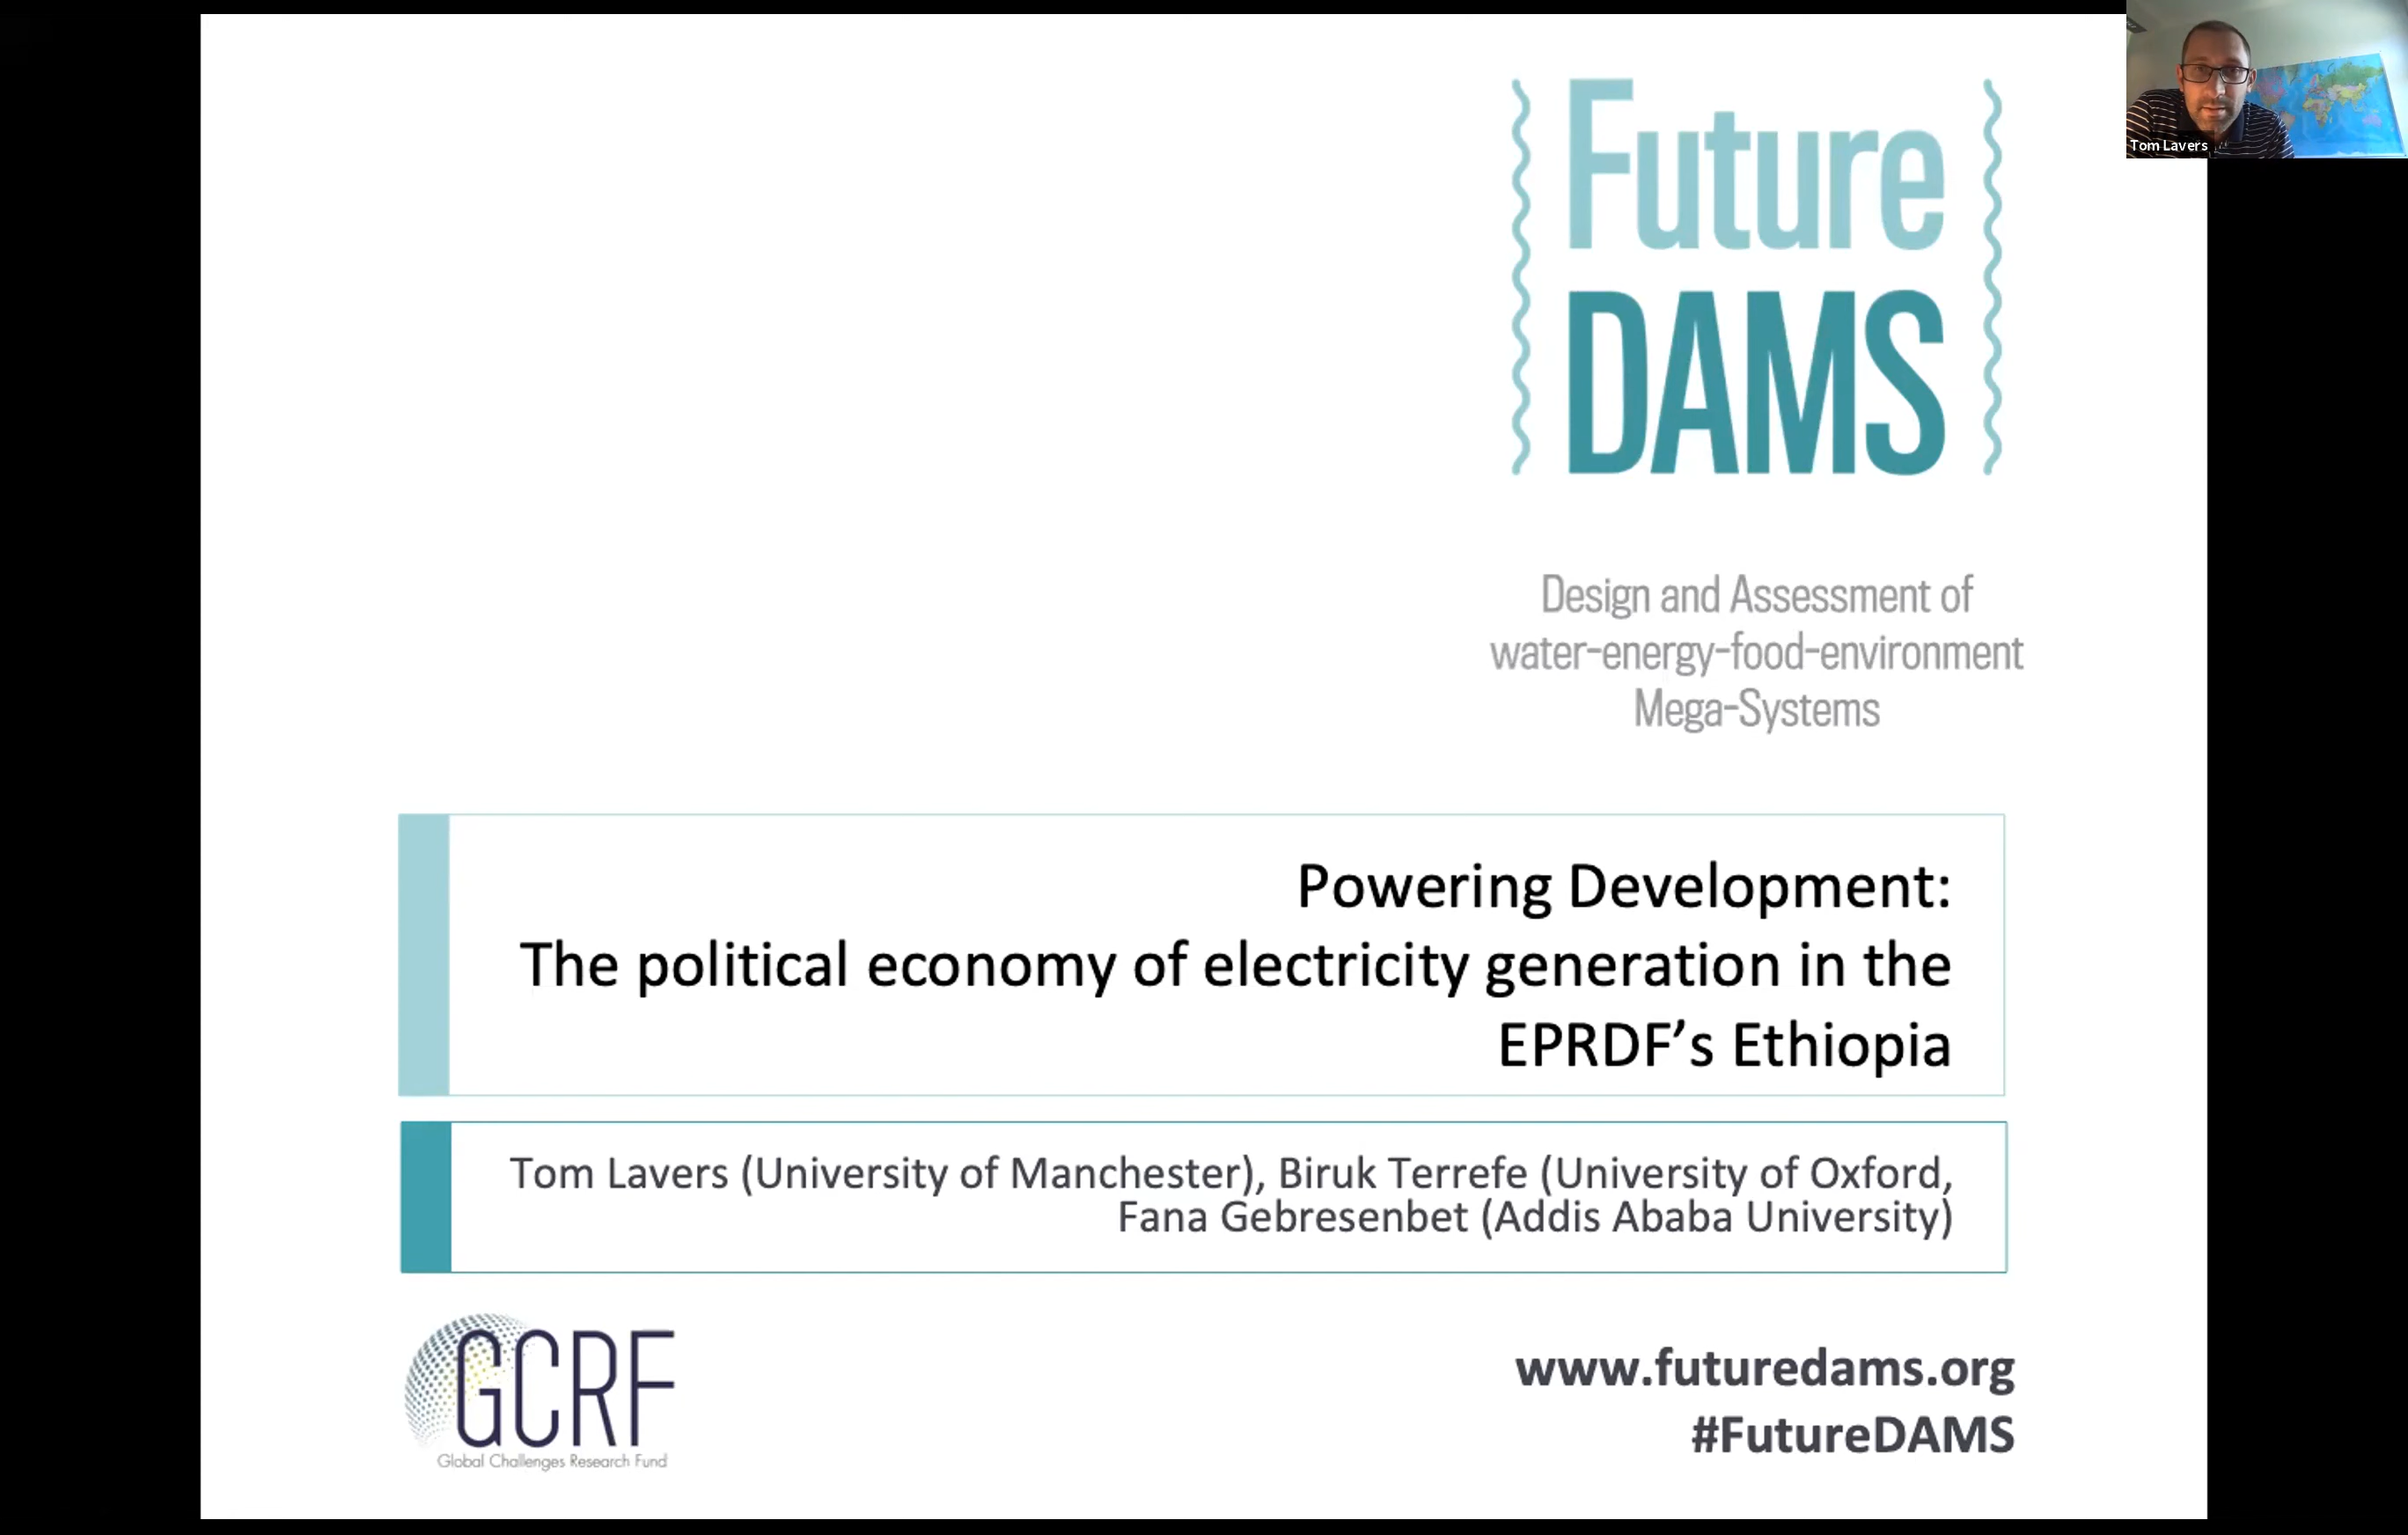 Tom Lavers
Future
DAMS
Design and Assessment of
water-energy-food-environment
Mega-Systems
Powering Development:
The political economy of electricity generation in the
EPRDF’s Ethiopia
Tom Lavers (University of Manchester), Biruk Terrefe (University of Oxford,
Fana Gebresenbet (Addis Ababa University)
GCRF
Global Challenges Research Fund
www.futuredams.org
#FutureDAMS